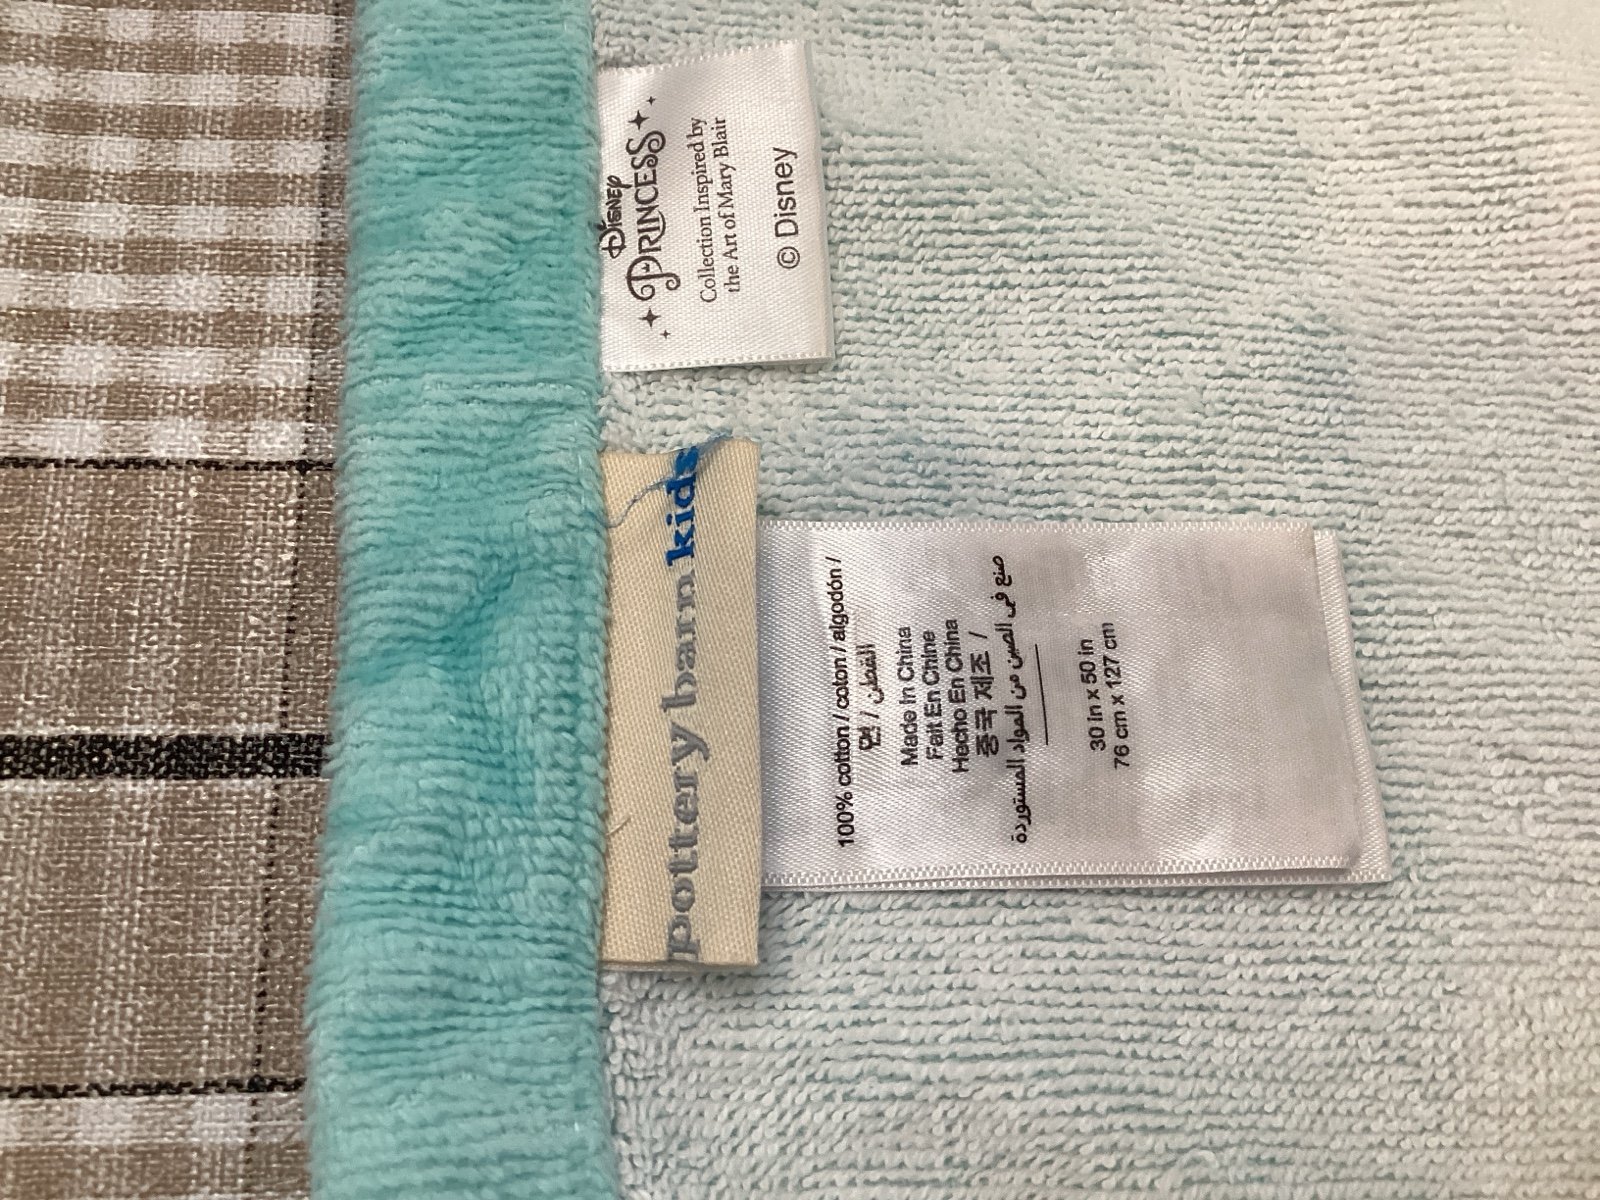 DISNEY
PRINCESS
Collection Inspired by
the Art of Mary Blair
© Disney
pottery barn kids
100% cotton / coton / algodón /
면 / القطن
Made In China
Fait En Chine
Hecho En China
중국 제조 /
صنع في الصين من المواد المستوردة
30 in x 50 in
76 cm x 127 cm